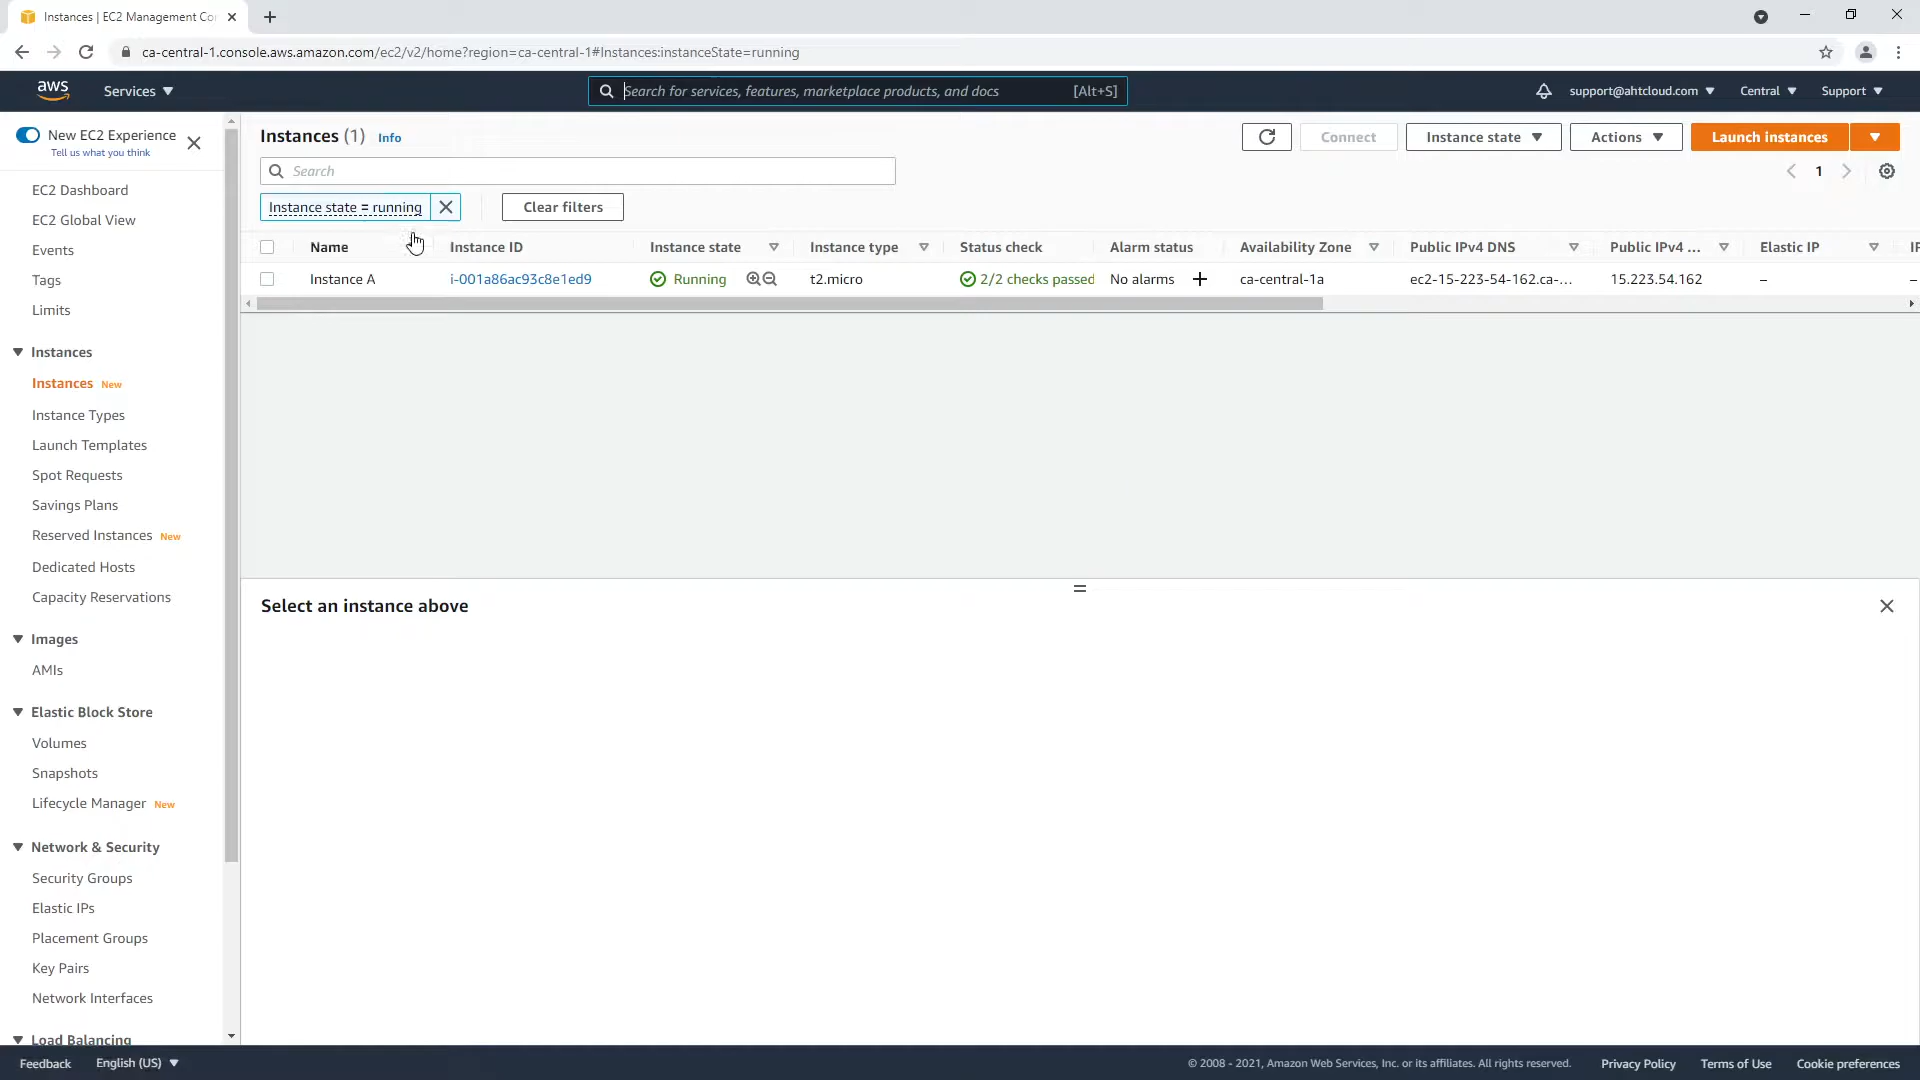 Instances | EC2 Management Con
ca-central-1.console.aws.amazon.com/ec2/v2/home?region=ca-central-1#Instances:instanceState=running
aws
Services
Search for services, features, marketplace products, and docs
[Alt+S]
support@ahtcloud.com
Central
Support
New EC2 Experience
Tell us what you think
EC2 Dashboard
EC2 Global View
Events
Tags
Limits
Instances
Instances New
Instance Types
Launch Templates
Spot Requests
Savings Plans
Reserved Instances New
Dedicated Hosts
Capacity Reservations
Images
AMIs
Elastic Block Store
Volumes
Snapshots
Lifecycle Manager New
Network & Security
Security Groups
Elastic IPs
Placement Groups
Key Pairs
Network Interfaces
Load Balancing
Instances (1) Info
Connect
Instance state
Actions
Launch instances
Search
1
Instance state = running
Clear filters
Name Instance ID Instance state Instance type Status check Alarm status Availability Zone Public IPv4 DNS Public IPv4 ... Elastic IP IP
Instance A i-001a86ac93c8e1ed9 Running t2.micro 2/2 checks passed No alarms + ca-central-1a ec2-15-223-54-162.ca-... 15.223.54.162 – –
Select an instance above
Feedback
English (US)
© 2008 - 2021, Amazon Web Services, Inc. or its affiliates. All rights reserved.
Privacy Policy
Terms of Use
Cookie preferences